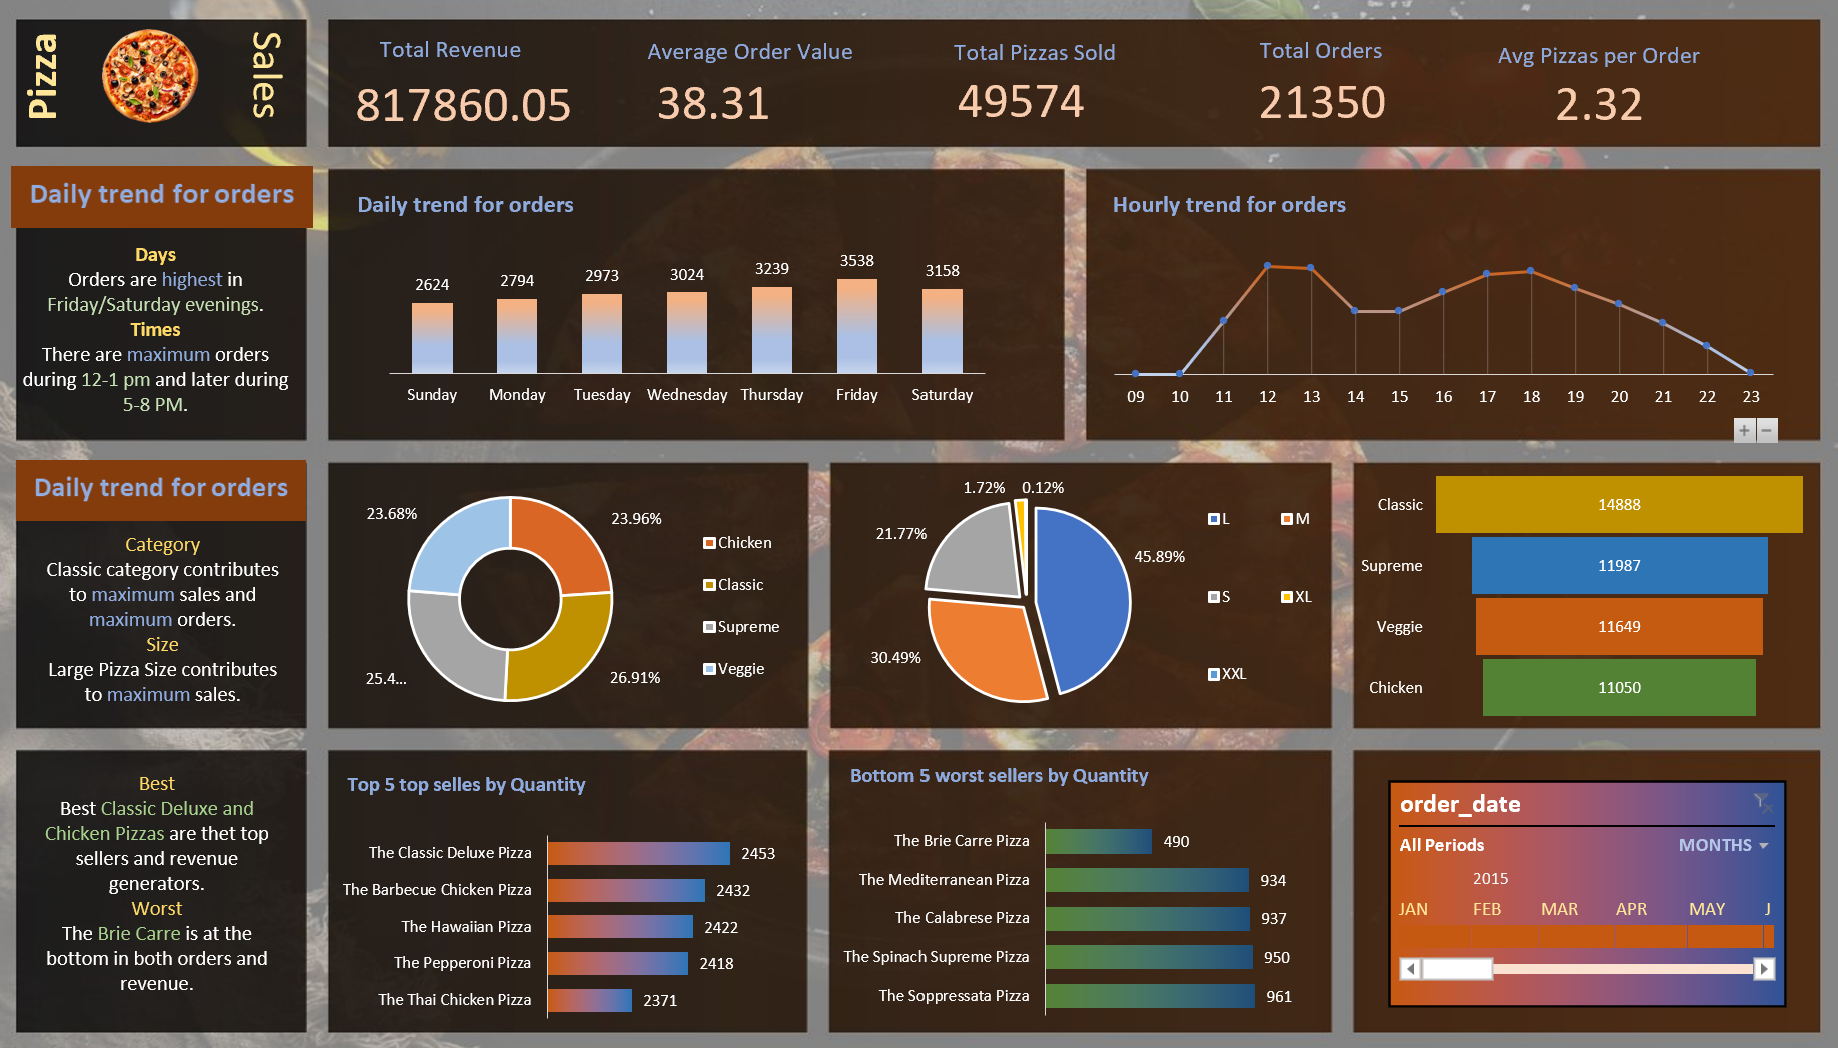 Pizza
Sales
Total Revenue
817860.05
Average Order Value
38.31
Total Pizzas Sold
49574
Total Orders
21350
Avg Pizzas per Order
2.32
Daily trend for orders
Days
Orders are highest in
Friday/Saturday evenings.
Times
There are maximum orders
during 12-1 pm and later during
5-8 PM.
Daily trend for orders
2624
2794
2973
3024
3239
3538
3158
Sunday
Monday
Tuesday
Wednesday
Thursday
Friday
Saturday
Hourly trend for orders
09 10 11 12 13 14 15 16 17 18 19 20 21 22 23
+ −
Daily trend for orders
Category
Classic category contributes
to maximum sales and
maximum orders.
Size
Large Pizza Size contributes
to maximum sales.
23.68%
23.96%
25.4...
26.91%
Chicken
Classic
Supreme
Veggie
1.72%
0.12%
21.77%
45.89%
30.49%
L
M
S
XL
XXL
Classic
14888
Supreme
11987
Veggie
11649
Chicken
11050
Best
Best Classic Deluxe and
Chicken Pizzas are thet top
sellers and revenue
generators.
Worst
The Brie Carre is at the
bottom in both orders and
revenue.
Top 5 top selles by Quantity
The Classic Deluxe Pizza 2453
The Barbecue Chicken Pizza 2432
The Hawaiian Pizza 2422
The Pepperoni Pizza 2418
The Thai Chicken Pizza 2371
Bottom 5 worst sellers by Quantity
The Brie Carre Pizza 490
The Mediterranean Pizza 934
The Calabrese Pizza 937
The Spinach Supreme Pizza 950
The Soppressata Pizza 961
order_date
All Periods
MONTHS
2015
JAN FEB MAR APR MAY J